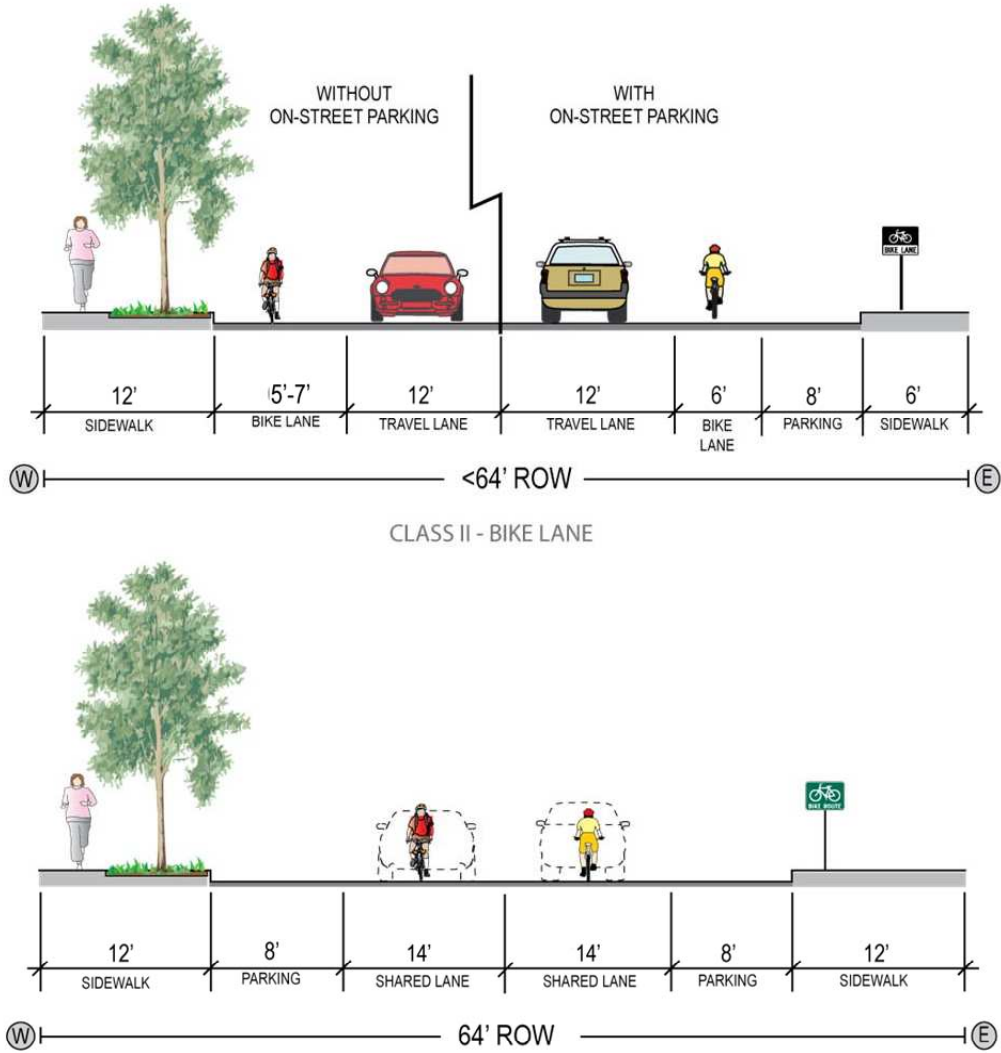 WITHOUT
ON-STREET PARKING
WITH
ON-STREET PARKING
BIKE LANE
12' 5'-7' 12' 12' 6' 8' 6'
SIDEWALK BIKE LANE TRAVEL LANE TRAVEL LANE BIKE LANE PARKING SIDEWALK
W <64' ROW E
CLASS II - BIKE LANE
BIKE ROUTE
12' 8' 14' 14' 8' 12'
SIDEWALK PARKING SHARED LANE SHARED LANE PARKING SIDEWALK
W 64' ROW E